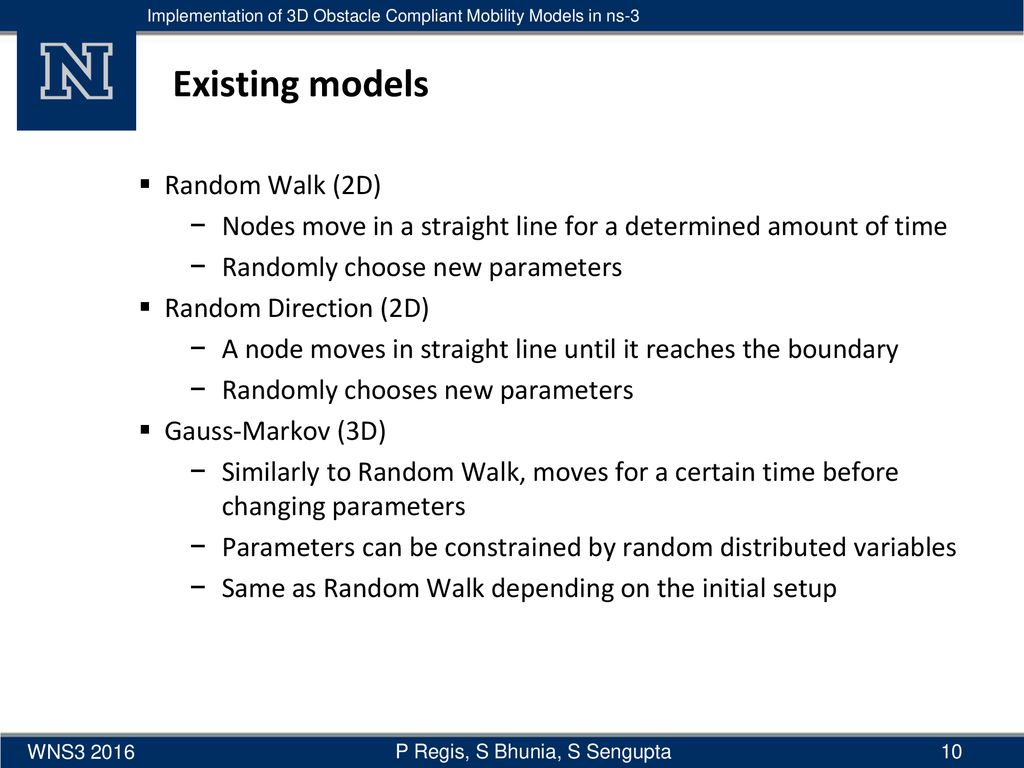 Implementation of 3D Obstacle Compliant Mobility Models in ns-3
N
Existing models
▪ Random Walk (2D)
− Nodes move in a straight line for a determined amount of time
− Randomly choose new parameters
▪ Random Direction (2D)
− A node moves in straight line until it reaches the boundary
− Randomly chooses new parameters
▪ Gauss-Markov (3D)
− Similarly to Random Walk, moves for a certain time before
changing parameters
− Parameters can be constrained by random distributed variables
− Same as Random Walk depending on the initial setup
WNS3 2016
P Regis, S Bhunia, S Sengupta
10